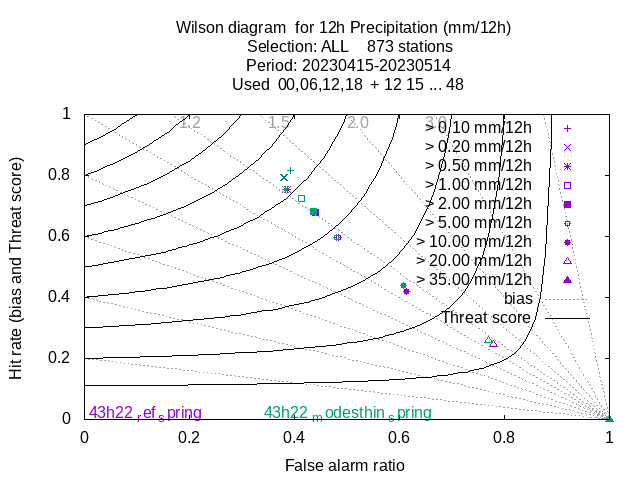 Wilson diagram  for 12h Precipitation (mm/12h)
Selection: ALL    873 stations
Period: 20230415-20230514
Used  00,06,12,18  + 12 15 ... 48
Hit rate (bias and Threat score)
1
0.8
0.6
0.4
0.2
0
1.2
1.5
2.0
3.0
> 0.10 mm/12h
> 0.20 mm/12h
> 0.50 mm/12h
> 1.00 mm/12h
> 2.00 mm/12h
> 5.00 mm/12h
> 10.00 mm/12h
> 20.00 mm/12h
> 35.00 mm/12h
bias
Threat score
43h22_ref_spring
43h22_modesthin_spring
0 0.2 0.4 0.6 0.8 1
False alarm ratio